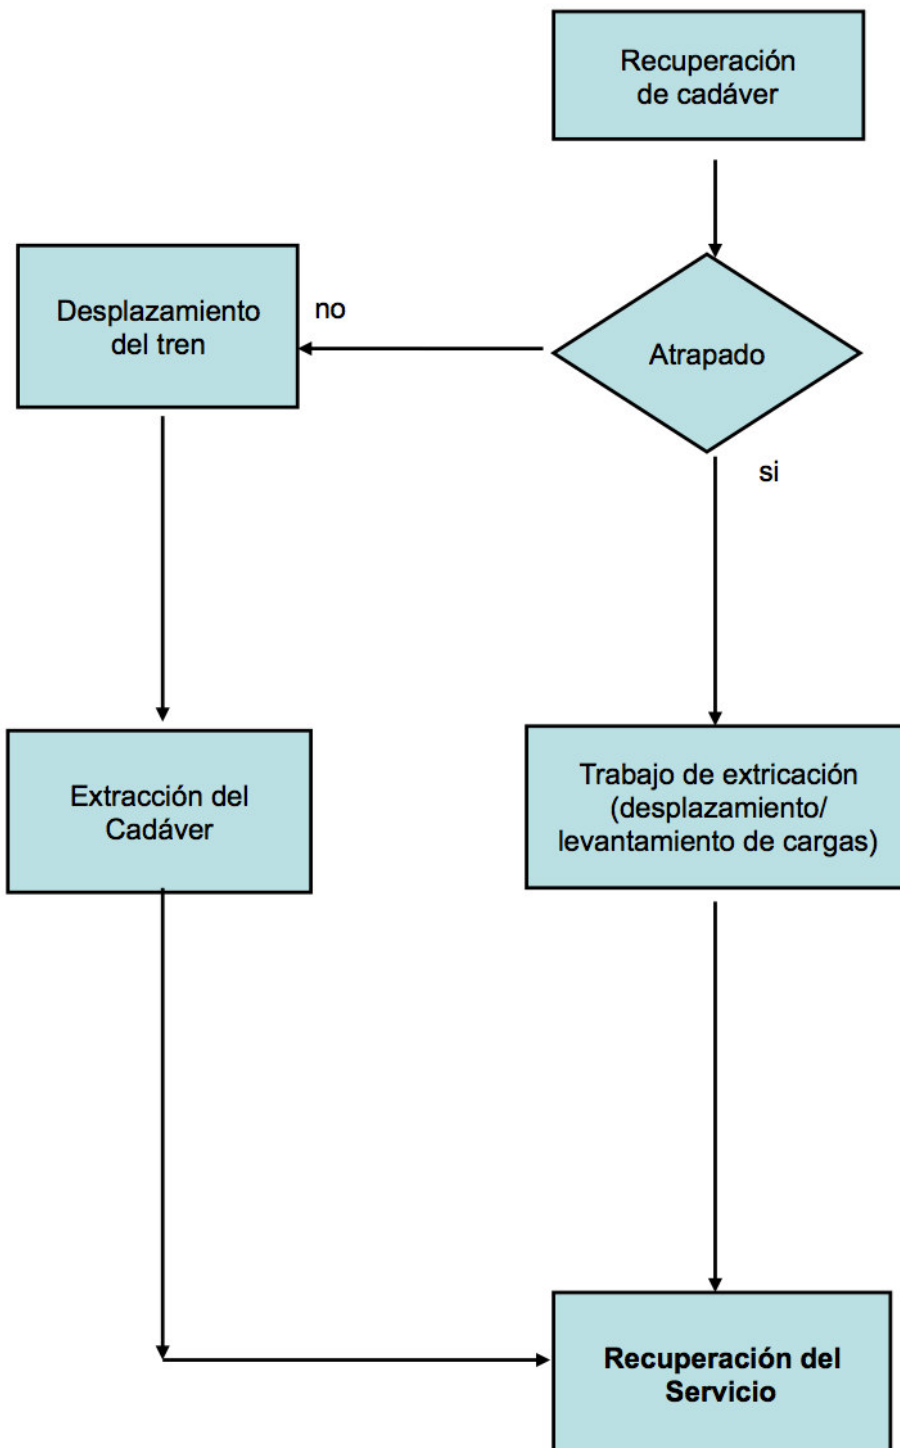 Recuperación
de cadáver
Desplazamiento
del tren
no
Atrapado
si
Extracción del
Cadáver
Trabajo de extricación
(desplazamiento/
levantamiento de cargas)
Recuperación del
Servicio